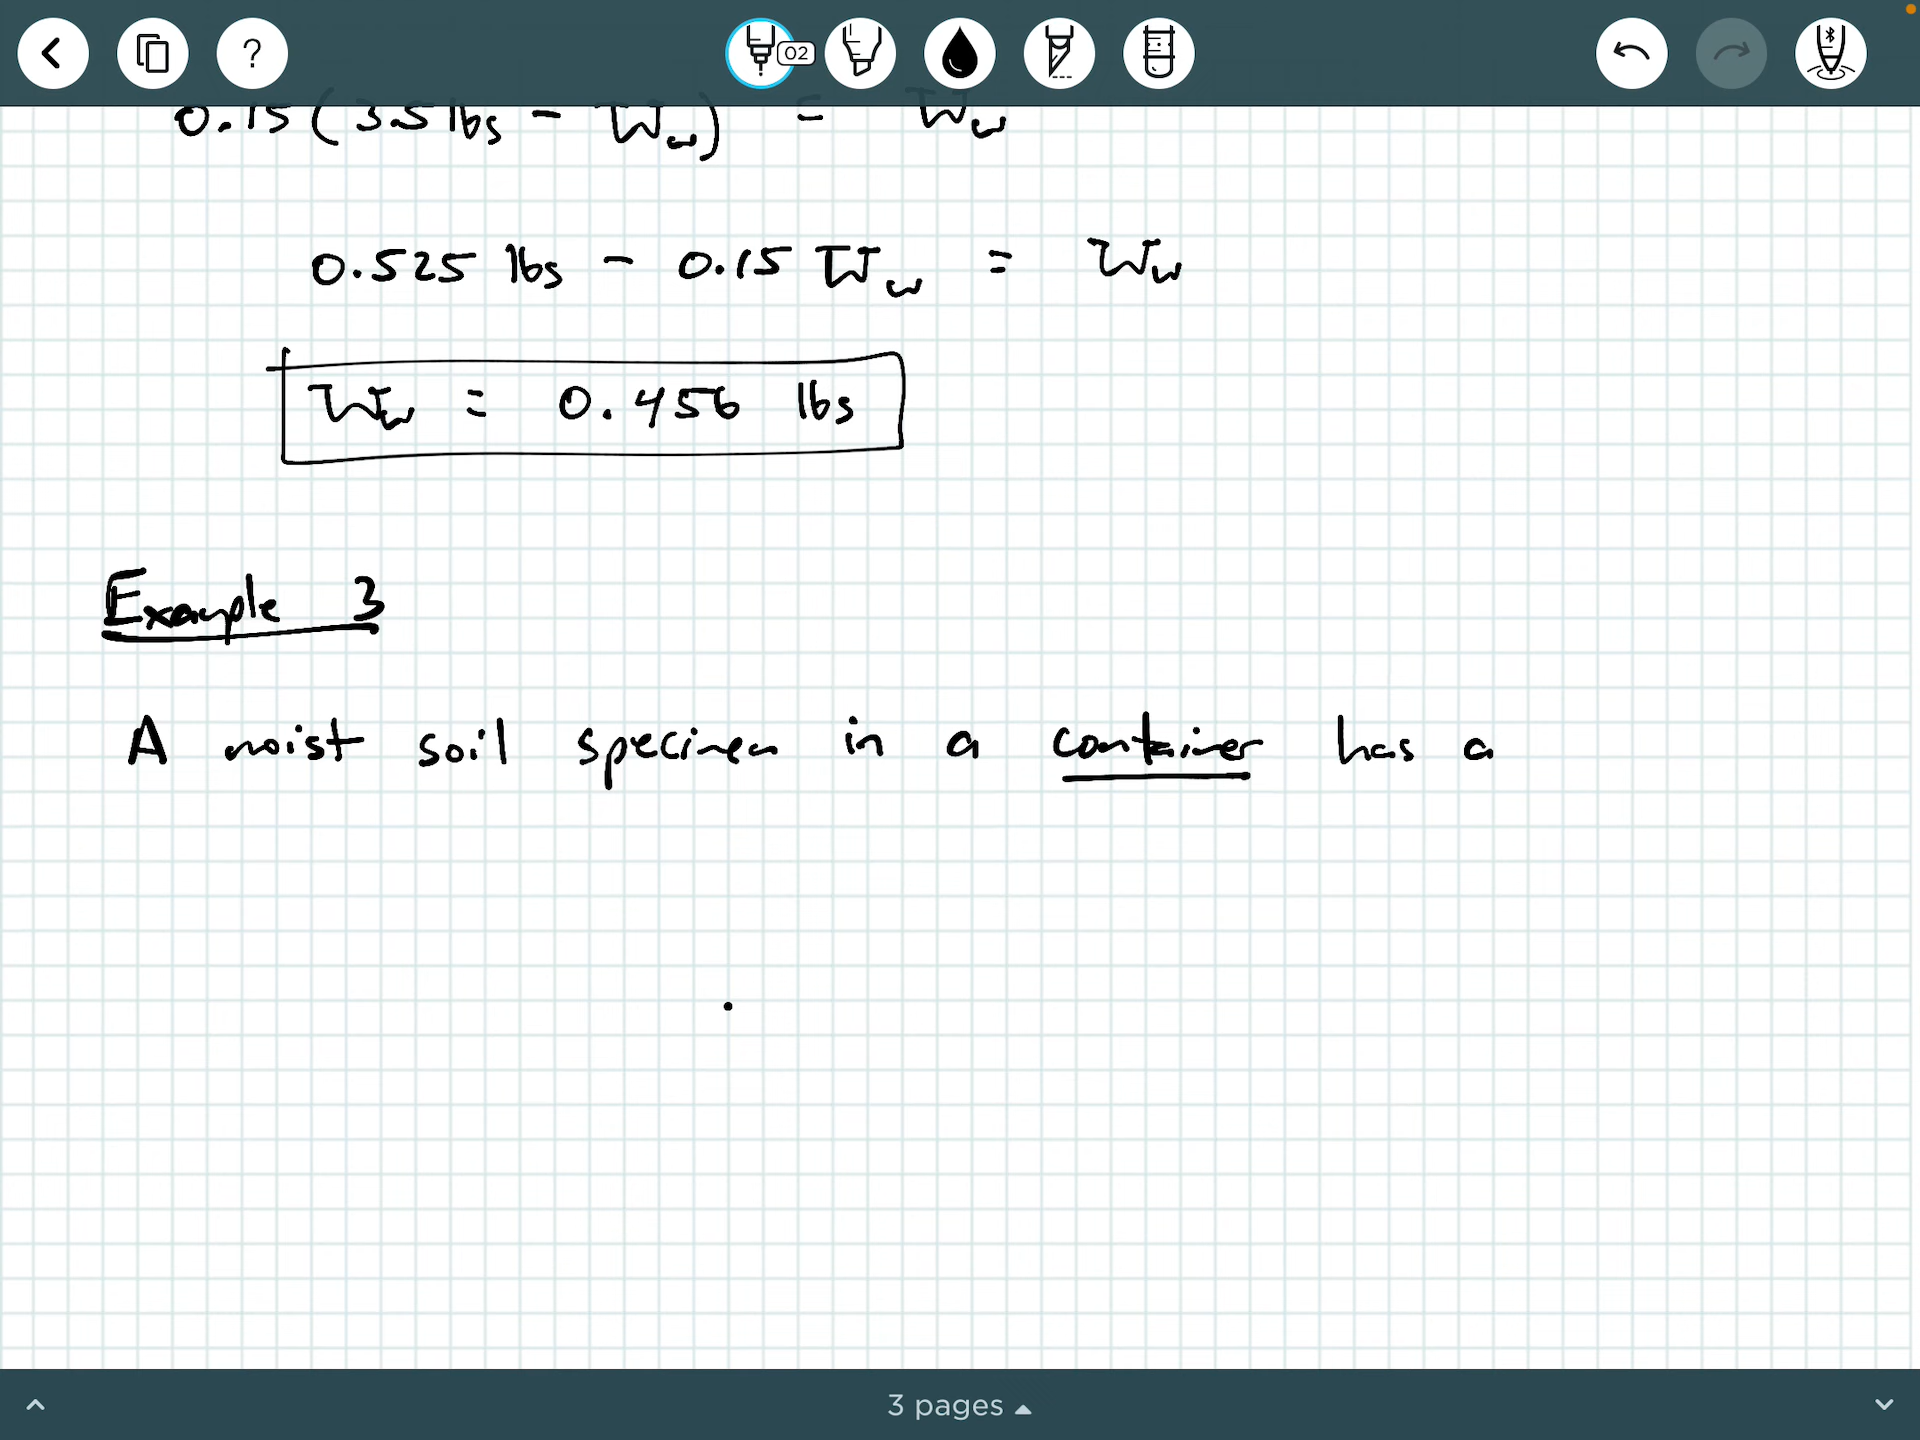 ?
02
0.15 ( 3.5 lbs - Ww ) = Ww
0.525 lbs - 0.15 Ww = Ww
Ww = 0.456 lbs
Example 3
A moist soil specimen in a container has a
3 pages